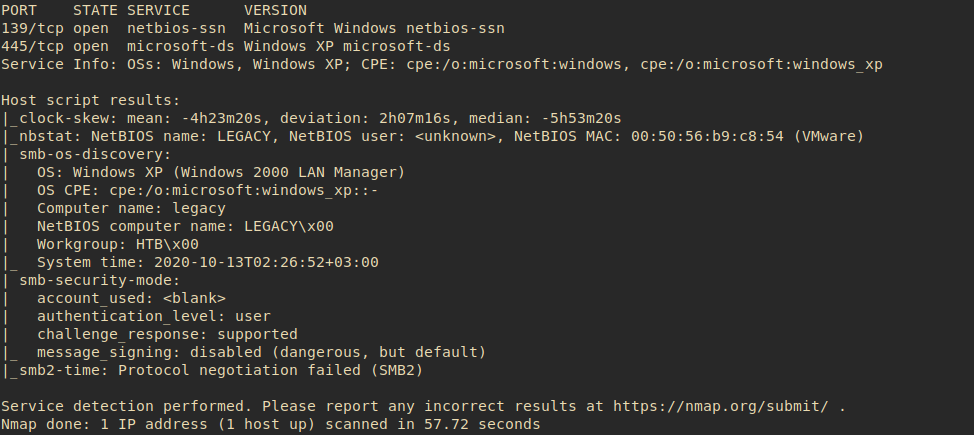 PORT    STATE SERVICE      VERSION
139/tcp open  netbios-ssn  Microsoft Windows netbios-ssn
445/tcp open  microsoft-ds Windows XP microsoft-ds
Service Info: OSs: Windows, Windows XP; CPE: cpe:/o:microsoft:windows, cpe:/o:microsoft:windows_xp

Host script results:
|_clock-skew: mean: -4h23m20s, deviation: 2h07m16s, median: -5h53m20s
|_nbstat: NetBIOS name: LEGACY, NetBIOS user: <unknown>, NetBIOS MAC: 00:50:56:b9:c8:54 (VMware)
| smb-os-discovery:
|   OS: Windows XP (Windows 2000 LAN Manager)
|   OS CPE: cpe:/o:microsoft:windows_xp::-
|   Computer name: legacy
|   NetBIOS computer name: LEGACY\x00
|   Workgroup: HTB\x00
|_  System time: 2020-10-13T02:26:52+03:00
| smb-security-mode:
|   account_used: <blank>
|   authentication_level: user
|   challenge_response: supported
|_  message_signing: disabled (dangerous, but default)
|_smb2-time: Protocol negotiation failed (SMB2)

Service detection performed. Please report any incorrect results at https://nmap.org/submit/ .
Nmap done: 1 IP address (1 host up) scanned in 57.72 seconds